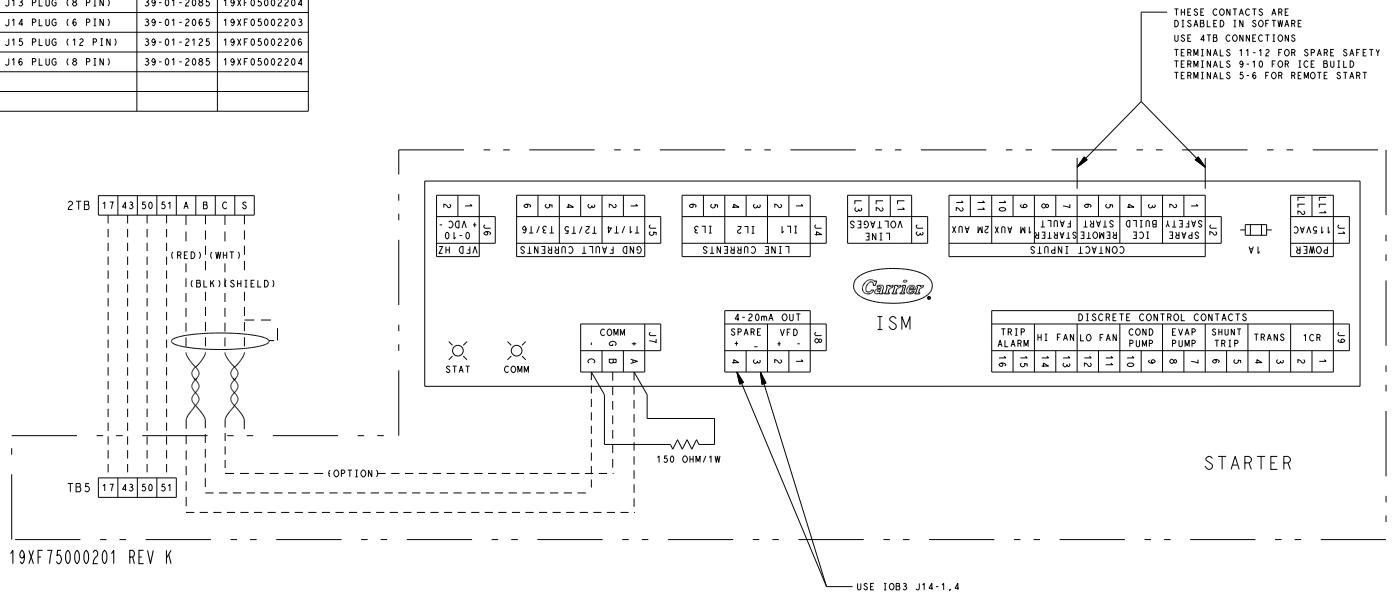 J13 PLUG (8 PIN) 39-01-2085 19XF05002204
J14 PLUG (6 PIN) 39-01-2065 19XF05002203
J15 PLUG (12 PIN) 39-01-2125 19XF05002206
J16 PLUG (8 PIN) 39-01-2085 19XF05002204
THESE CONTACTS ARE
DISABLED IN SOFTWARE
USE 4TB CONNECTIONS
TERMINALS 11-12 FOR SPARE SAFETY
TERMINALS 9-10 FOR ICE BUILD
TERMINALS 5-6 FOR REMOTE START
2TB 17 43 50 51 A B C S
(RED) (WHT)
(BLK) (SHIELD)
2 1
+ VDC -
0-10
VFD HZ
J6
6 5 4 3 2 1
T3/T6 T2/T5 T1/T4
GND FAULT CURRENTS
J5
6 5 4 3 2 1
IL3 IL2 IL1
LINE CURRENTS
J4
L3 L2 L1
LINE
VOLTAGES
J3
12 11 10 9 8 7 6 5 4 3 2 1
2M AUX 1M AUX STARTER FAULT REMOTE START ICE BUILD SPARE SAFETY
CONTACT INPUTS
J2
1A
LL2 LL1
115VAC
POWER
J1
Carrier
ISM
STAT
COMM
COMM
- G +
J7
C B A
4-20mA OUT
SPARE VFD
+ - + -
J8
4 3 2 1
DISCRETE CONTROL CONTACTS
TRIP ALARM HI FAN LO FAN COND PUMP EVAP PUMP SHUNT TRIP TRANS 1CR
J9
16 15 14 13 12 11 10 9 8 7 6 5 4 3 2 1
150 OHM/1W
(OPTION)
STARTER
TB5 17 43 50 51
19XF75000201 REV K
USE IOB3 J14-1,4